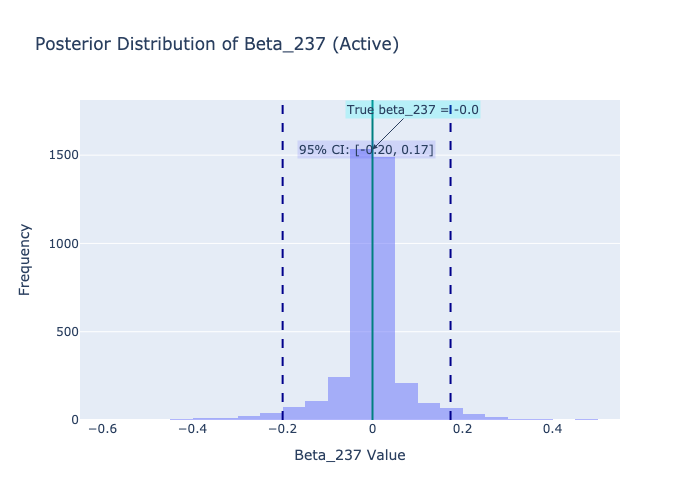 Posterior Distribution of Beta_237 (Active)
True beta_237 = -0.0
95% CI: [-0.20, 0.17]
1500
1000
500
0
Frequency
−0.6
−0.4
−0.2
0
0.2
0.4
Beta_237 Value